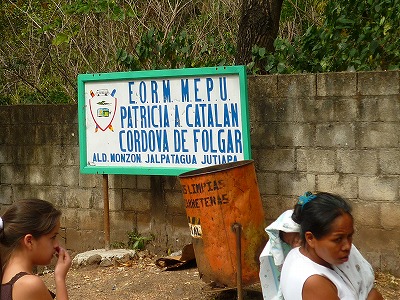 E.O.R.M. M.E.P.U.
PATRICIA A CATALAN
CORDOVA DE FOLGAR
ALD. MONZON, JALPATAGUA JUTIAPA
LIMPIAS
CARRETERAS